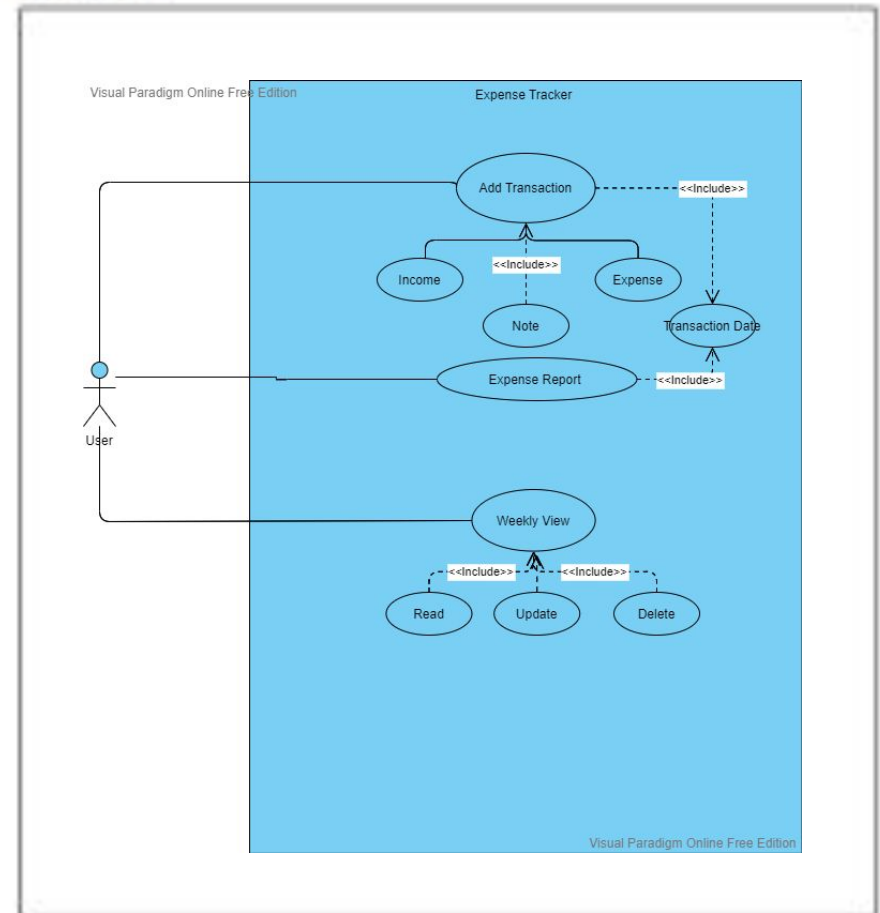 Visual Paradigm Online Free Edition
Expense Tracker
Add Transaction
<<Include>>
<<Include>>
Income
Expense
Note
Transaction Date
Expense Report
<<Include>>
User
Weekly View
<<Include>>
<<Include>>
Read
Update
Delete
Visual Paradigm Online Free Edition